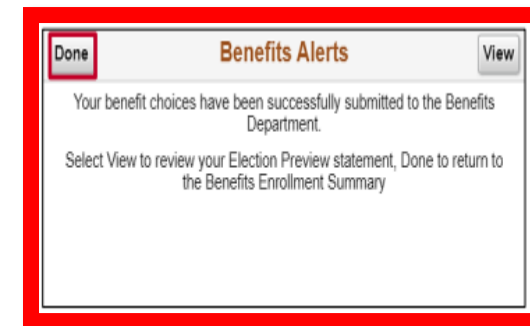 Done Benefits Alerts View
Your benefit choices have been successfully submitted to the Benefits
Department.
Select View to review your Election Preview statement, Done to return to
the Benefits Enrollment Summary